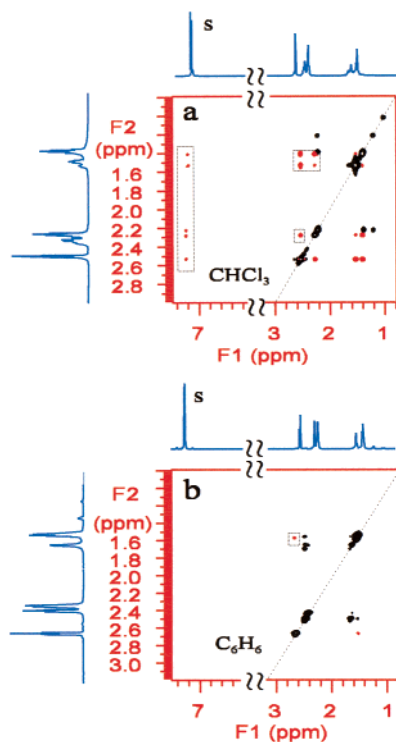 s
a
F2
(ppm)
1.6
1.8
2.0
2.2
2.4
2.6
2.8
CHCl₃
7 3 2 1
F1 (ppm)
s
b
F2
(ppm)
1.6
1.8
2.0
2.2
2.4
2.6
2.8
3.0
C₆H₆
7 3 2 1
F1 (ppm)